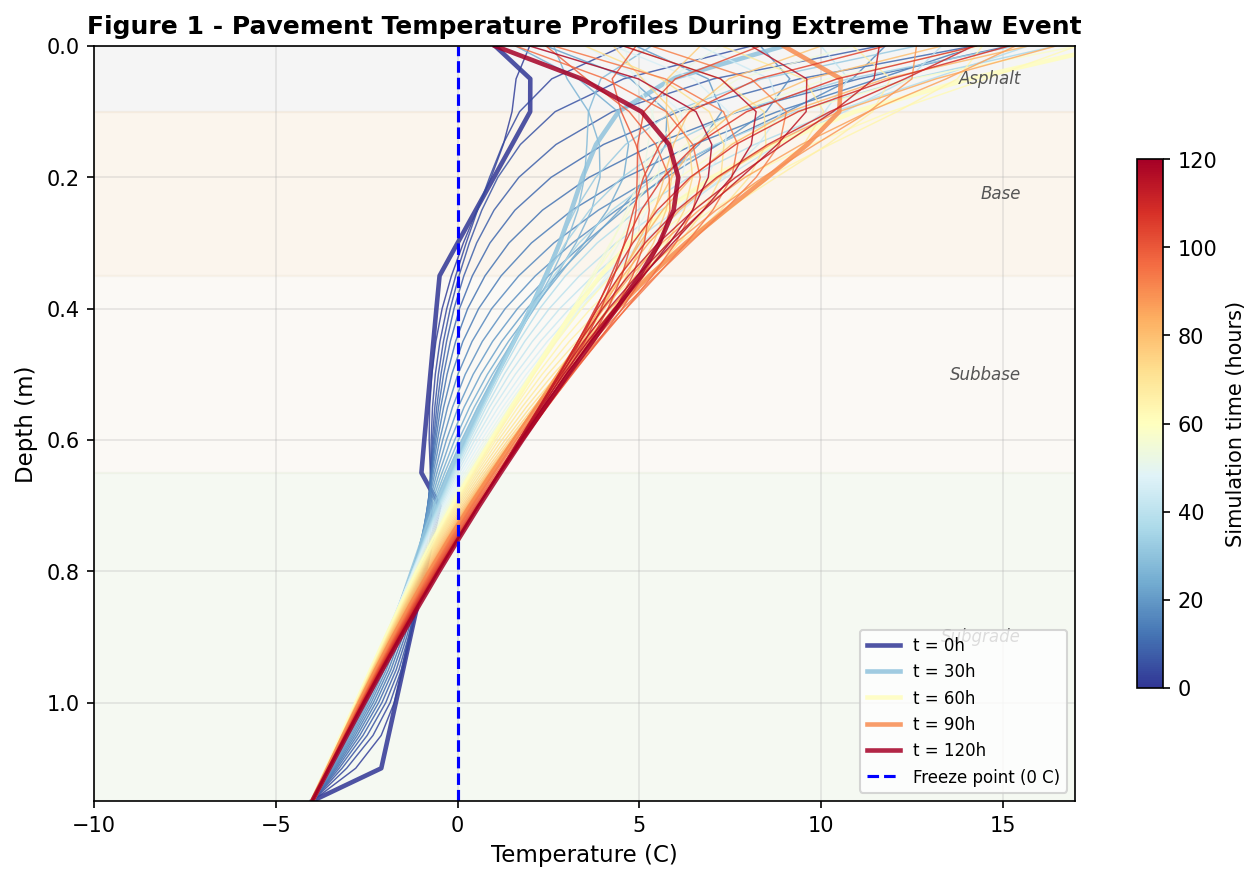 Figure 1 - Pavement Temperature Profiles During Extreme Thaw Event
0.0
0.2
0.4
0.6
0.8
1.0
Depth (m)
Asphalt
Base
Subbase
Subgrade
t = 0h
t = 30h
t = 60h
t = 90h
t = 120h
Freeze point (0 C)
−10
−5
0
5
10
15
Temperature (C)
120
100
80
60
40
20
0
Simulation time (hours)